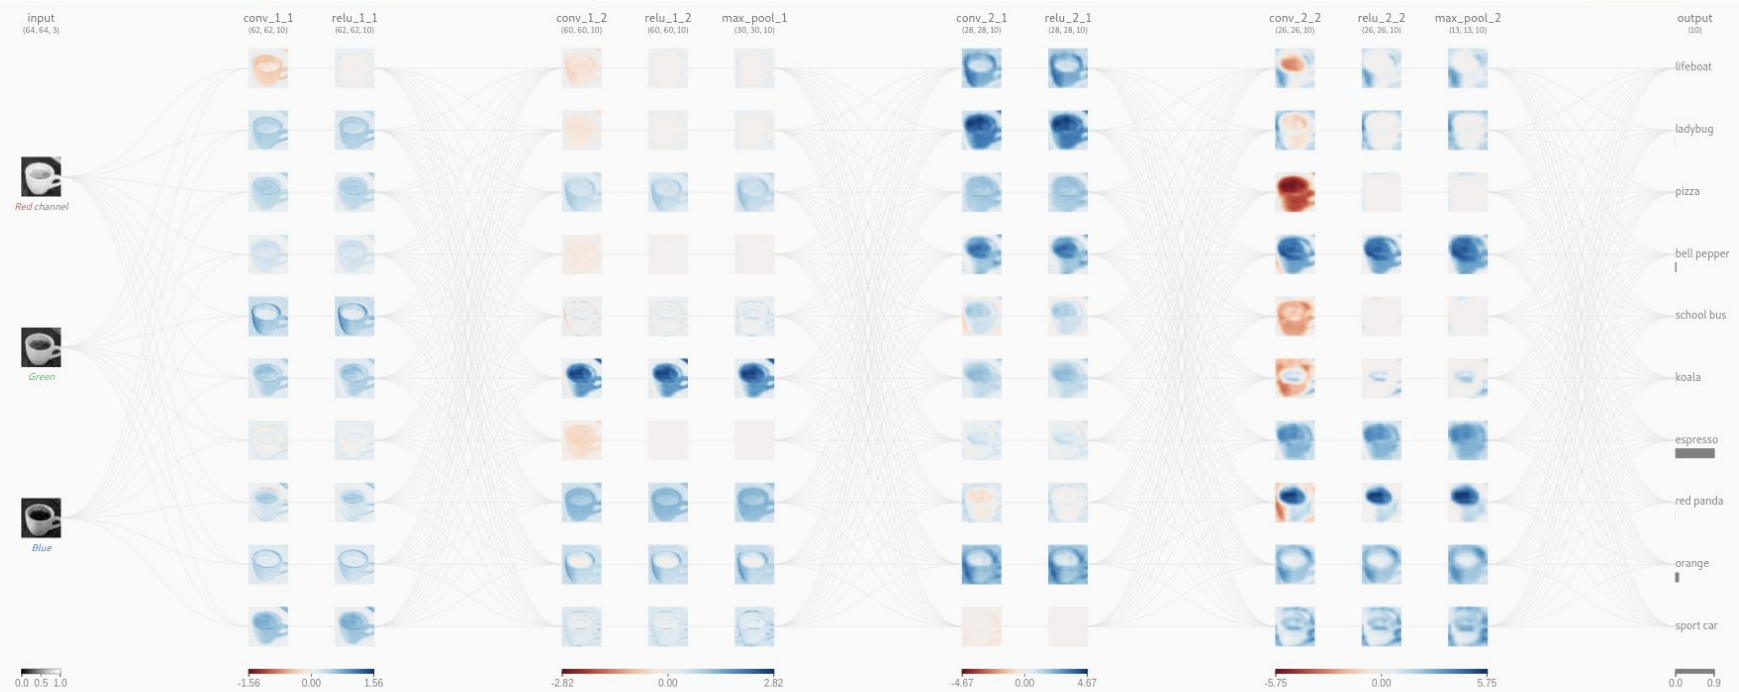 input conv_1_1 relu_1_1 conv_1_2 relu_1_2 max_pool_1 conv_2_1 relu_2_1 conv_2_2 relu_2_2 max_pool_2 output
(64, 64, 3) (62, 62, 10) (62, 62, 10) (60, 60, 10) (60, 60, 10) (30, 30, 10) (28, 28, 10) (28, 28, 10) (26, 26, 10) (26, 26, 10) (13, 13, 10) (10)
lifeboat
ladybug
pizza
Red channel
bell pepper
school bus
Green
koala
espresso
red panda
Blue
orange
sport car
0.0 0.5 1.0 -1.56 0.00 1.56 -2.82 0.00 2.82 -4.67 0.00 4.67 -5.75 0.00 5.75 0.0 0.9